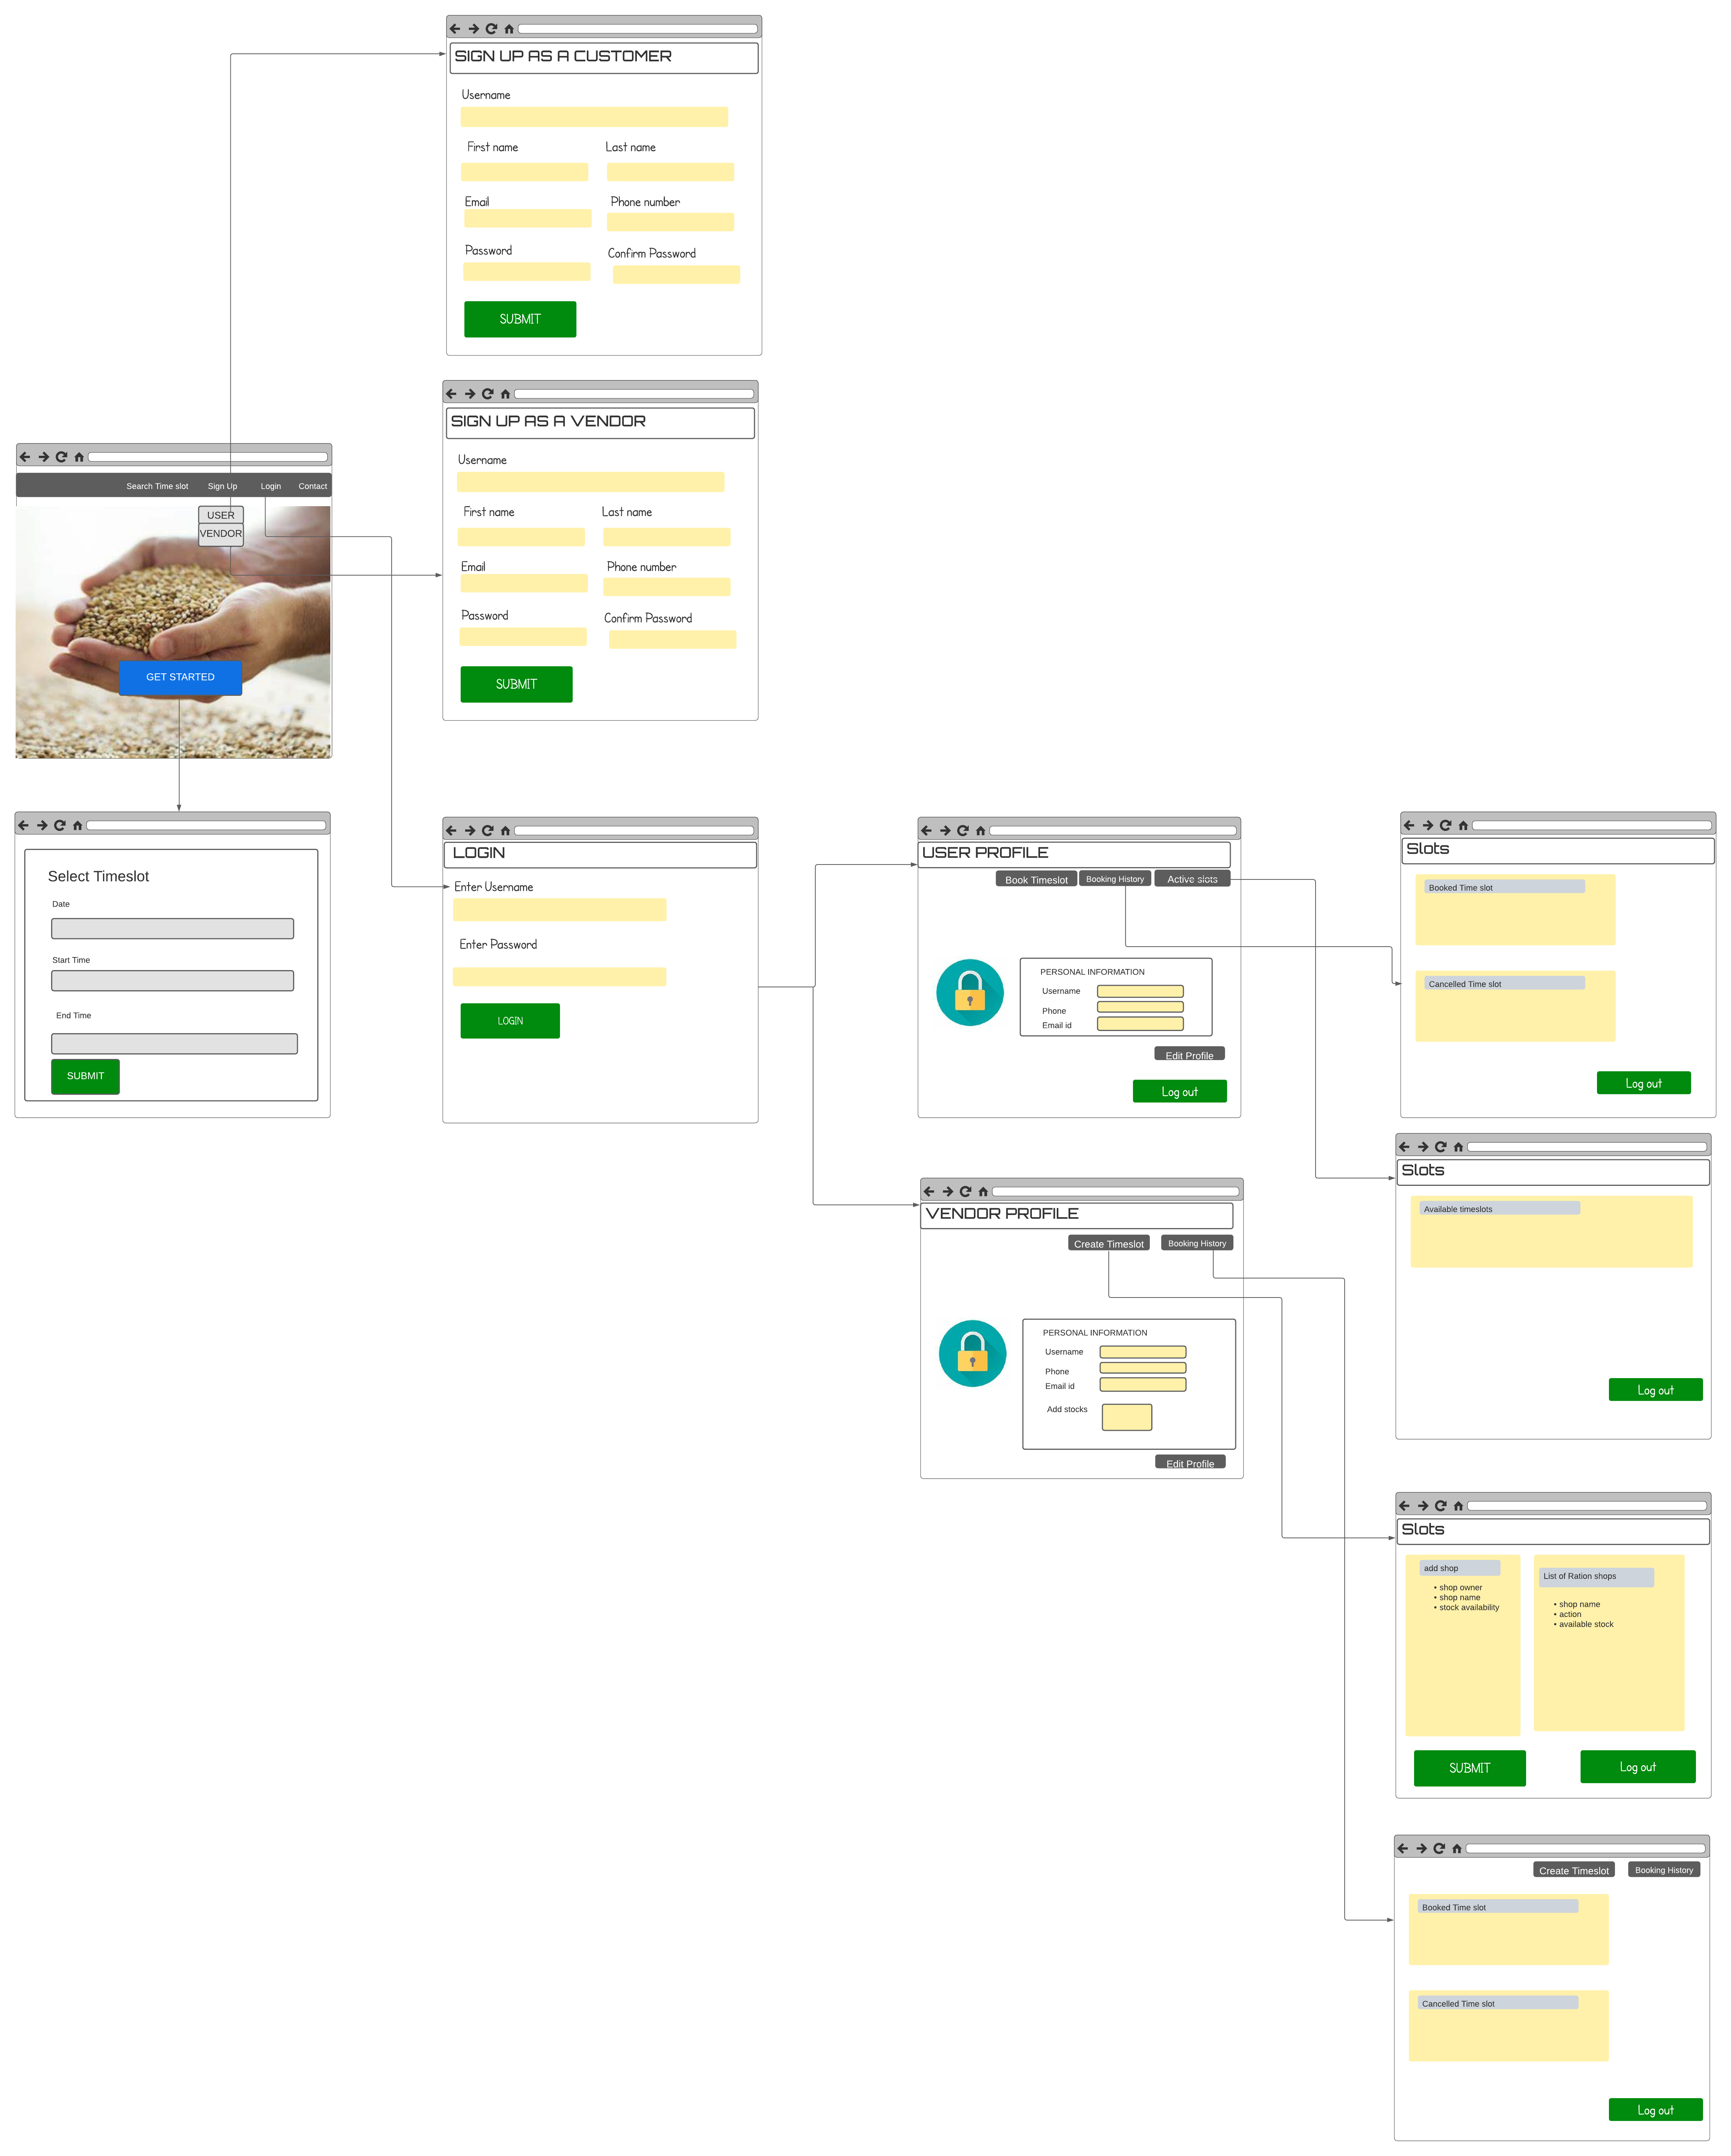 SIGN UP AS A CUSTOMER
Username
First name Last name
Email Phone number
Password Confirm Password
SUBMIT
SIGN UP AS A VENDOR
Username
First name Last name
Email Phone number
Password Confirm Password
SUBMIT
Search Time slot Sign Up Login Contact
USER
VENDOR
GET STARTED
Select Timeslot
Date
Start Time
End Time
SUBMIT
LOGIN
Enter Username
Enter Password
LOGIN
USER PROFILE
Book Timeslot Booking History Active slots
PERSONAL INFORMATION
Username
Phone
Email id
Edit Profile
Log out
Slots
Booked Time slot
Cancelled Time slot
Log out
VENDOR PROFILE
Create Timeslot Booking History
PERSONAL INFORMATION
Username
Phone
Email id
Add stocks
Edit Profile
Slots
Available timeslots
Log out
Slots
add shop
• shop owner
• shop name
• stock availability
List of Ration shops
• shop name
• action
• available stock
SUBMIT Log out
Create Timeslot Booking History
Booked Time slot
Cancelled Time slot
Log out